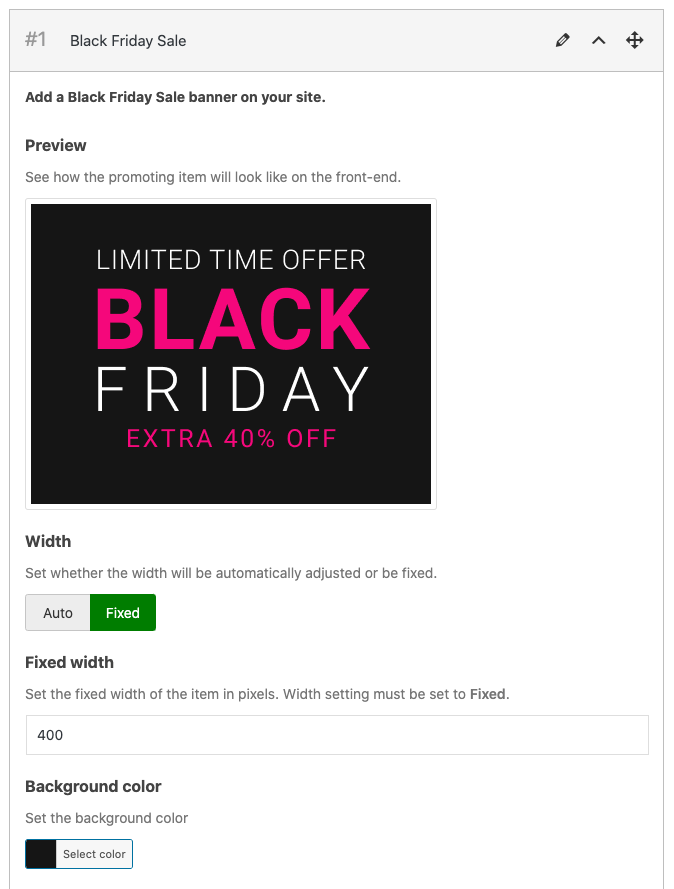 #1 Black Friday Sale
Add a Black Friday Sale banner on your site.
Preview
See how the promoting item will look like on the front-end.
LIMITED TIME OFFER
BLACK
FRIDAY
EXTRA 40% OFF
Width
Set whether the width will be automatically adjusted or be fixed.
Auto Fixed
Fixed width
Set the fixed width of the item in pixels. Width setting must be set to Fixed.
400
Background color
Set the background color
Select color